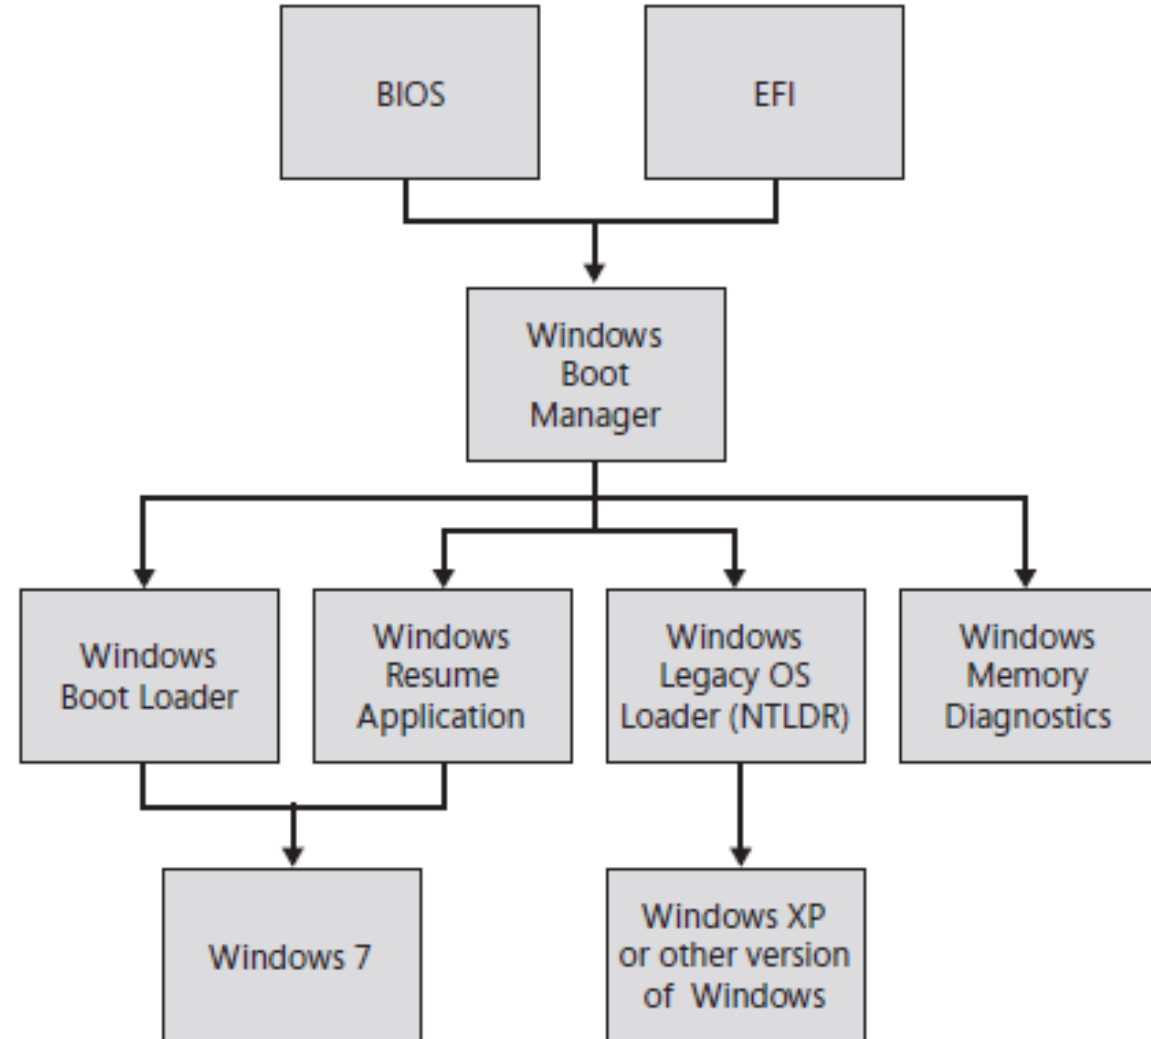 BIOS
EFI
Windows
Boot
Manager
Windows
Boot Loader
Windows
Resume
Application
Windows
Legacy OS
Loader (NTLDR)
Windows
Memory
Diagnostics
Windows 7
Windows XP
or other version
of Windows